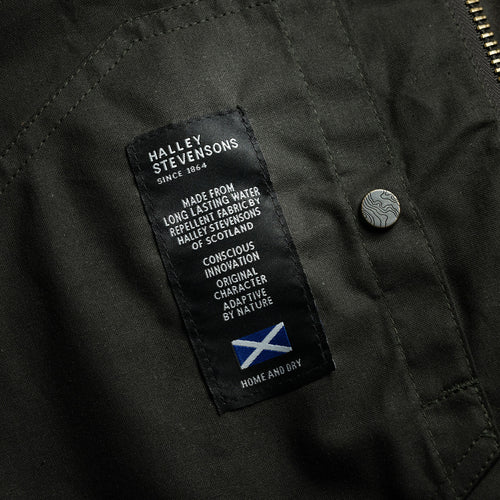 HALLEY
STEVENSONS
SINCE 1864
MADE FROM
LONG LASTING WATER
REPELLENT FABRIC BY
HALLEY STEVENSONS
OF SCOTLAND
CONSCIOUS
INNOVATION
ORIGINAL
CHARACTER
ADAPTIVE
BY NATURE
HOME AND DRY